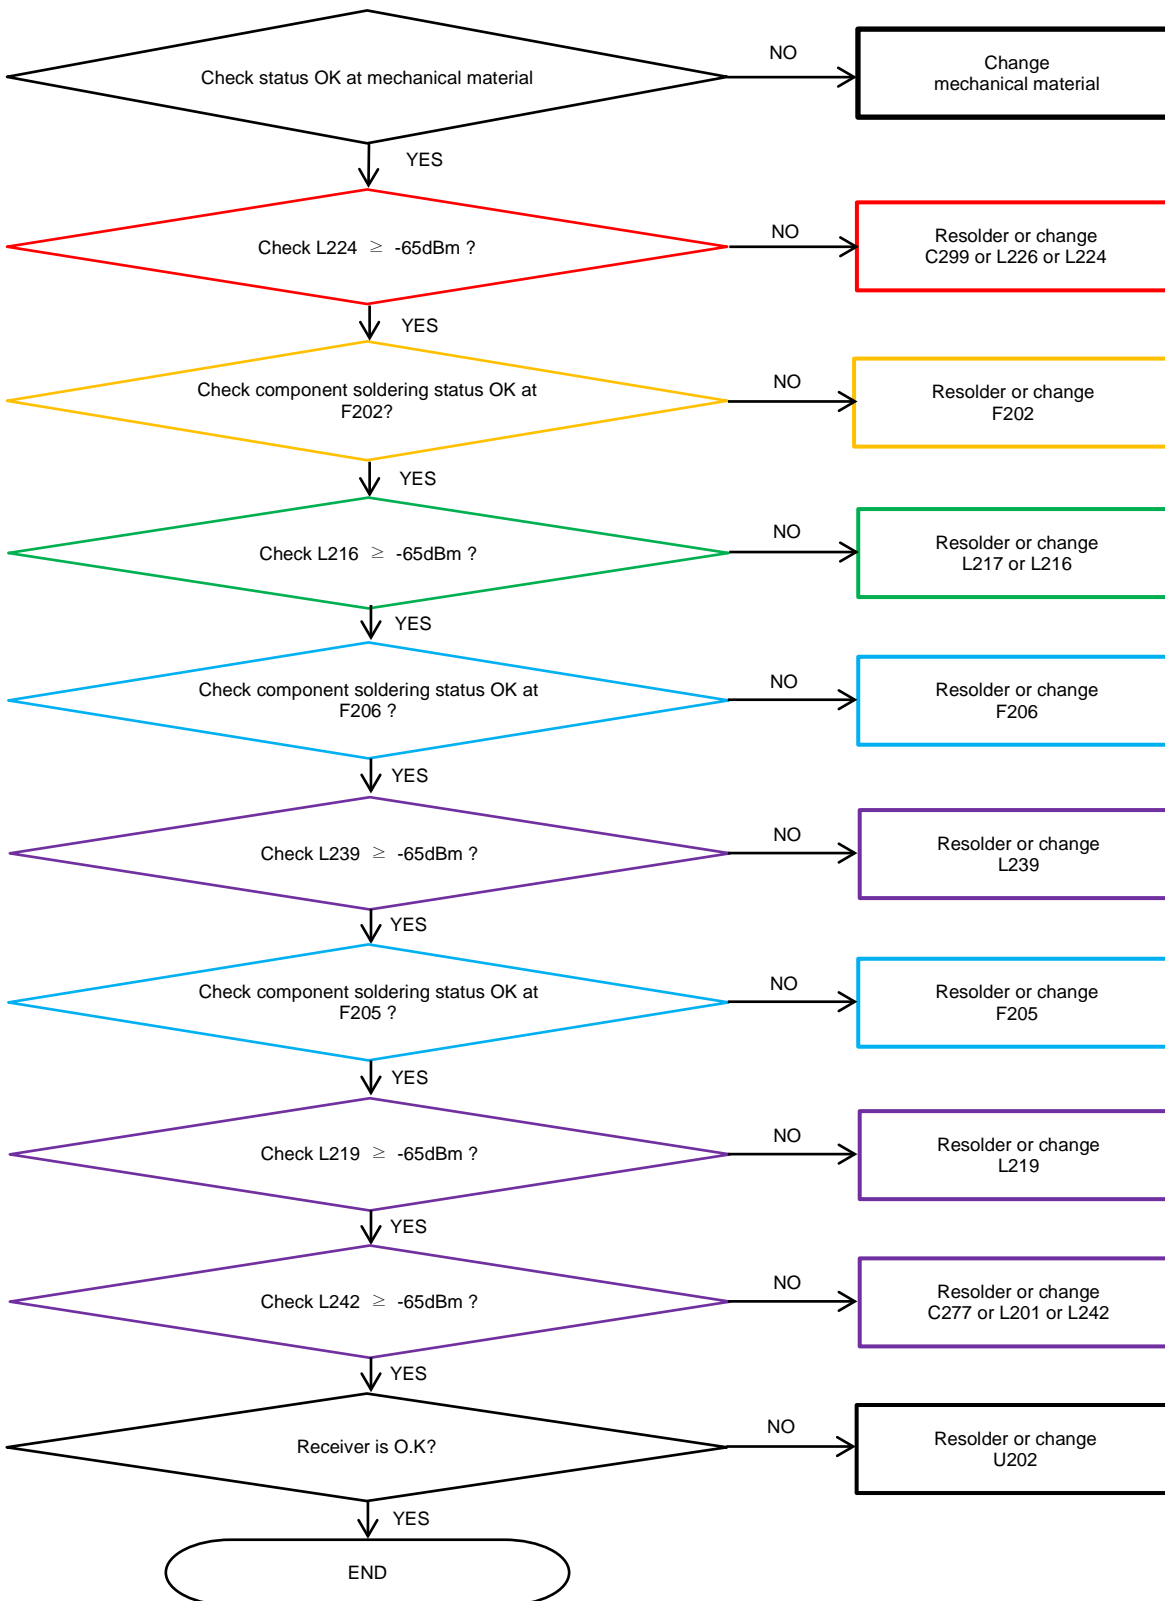 Check status OK at mechanical material
NO
Change
mechanical material
YES
Check L224 ≥ -65dBm ?
NO
Resolder or change
C299 or L226 or L224
YES
Check component soldering status OK at
F202?
NO
Resolder or change
F202
YES
Check L216 ≥ -65dBm ?
NO
Resolder or change
L217 or L216
YES
Check component soldering status OK at
F206 ?
NO
Resolder or change
F206
YES
Check L239 ≥ -65dBm ?
NO
Resolder or change
L239
YES
Check component soldering status OK at
F205 ?
NO
Resolder or change
F205
YES
Check L219 ≥ -65dBm ?
NO
Resolder or change
L219
YES
Check L242 ≥ -65dBm ?
NO
Resolder or change
C277 or L201 or L242
YES
Receiver is O.K?
NO
Resolder or change
U202
YES
END